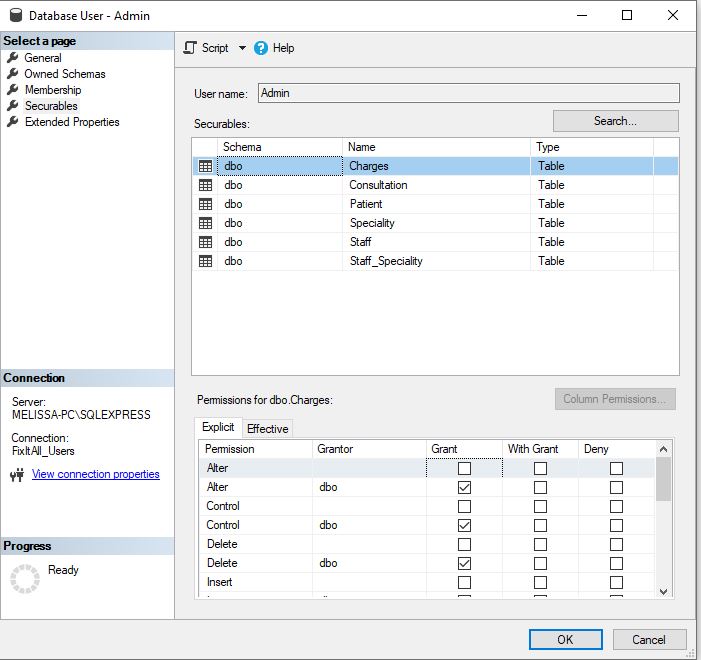 Database User - Admin
Select a page
General
Owned Schemas
Membership
Securables
Extended Properties
Script
Help
User name: Admin
Securables: Search...
Schema Name Type
dbo Charges Table
dbo Consultation Table
dbo Patient Table
dbo Speciality Table
dbo Staff Table
dbo Staff_Speciality Table
Connection
Server:
MELISSA-PC\SQLEXPRESS
Connection:
FixItAll_Users
View connection properties
Progress
Ready
Permissions for dbo.Charges: Column Permissions...
Explicit Effective
Permission Grantor Grant With Grant Deny
Alter
Alter dbo
Control
Control dbo
Delete
Delete dbo
Insert
OK Cancel